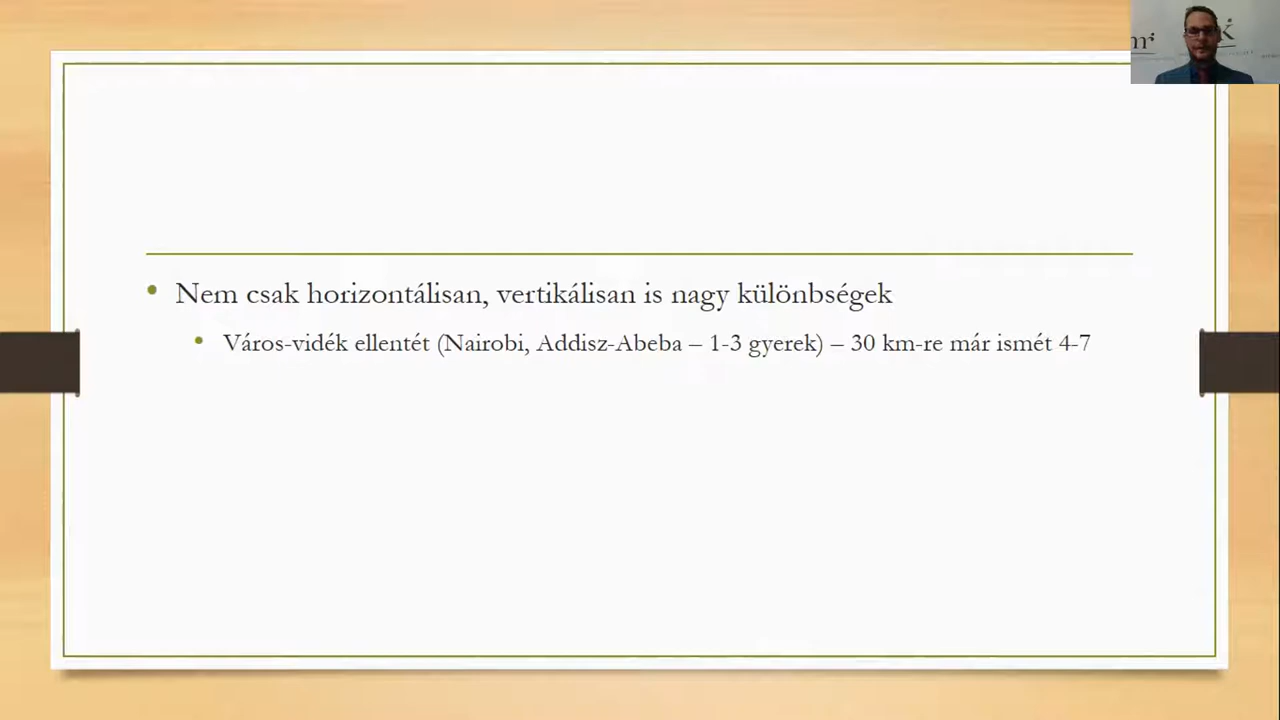 Nem csak horizontálisan, vertikálisan is nagy különbségek
Város-vidék ellentét (Nairobi, Addisz-Abeba – 1-3 gyerek) – 30 km-re már ismét 4-7